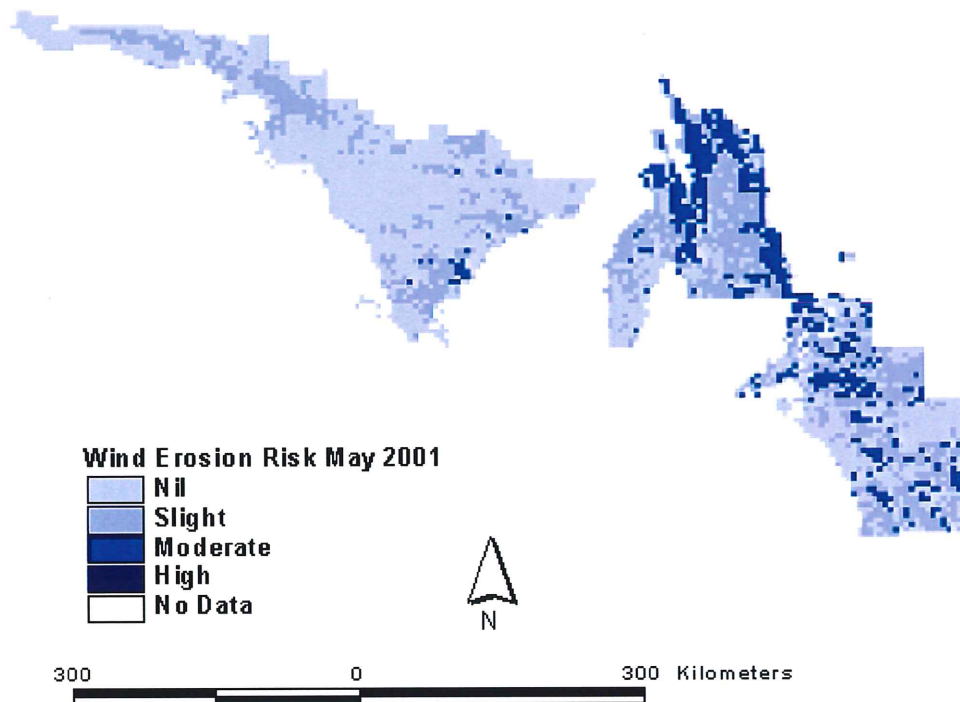 Wind Erosion Risk May 2001
Nil
Slight
Moderate
High
No Data
N
300 0 300 Kilometers